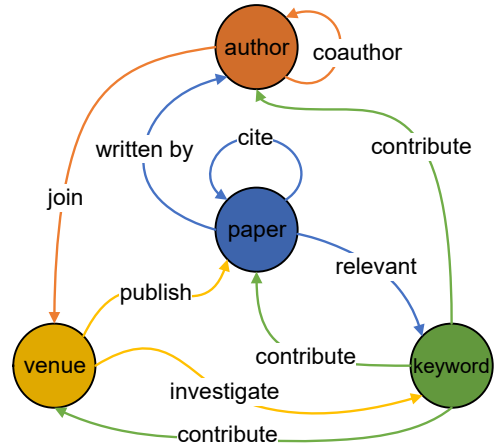 author
coauthor
cite
contribute
written by
join
paper
relevant
publish
contribute
venue
keyword
investigate
contribute